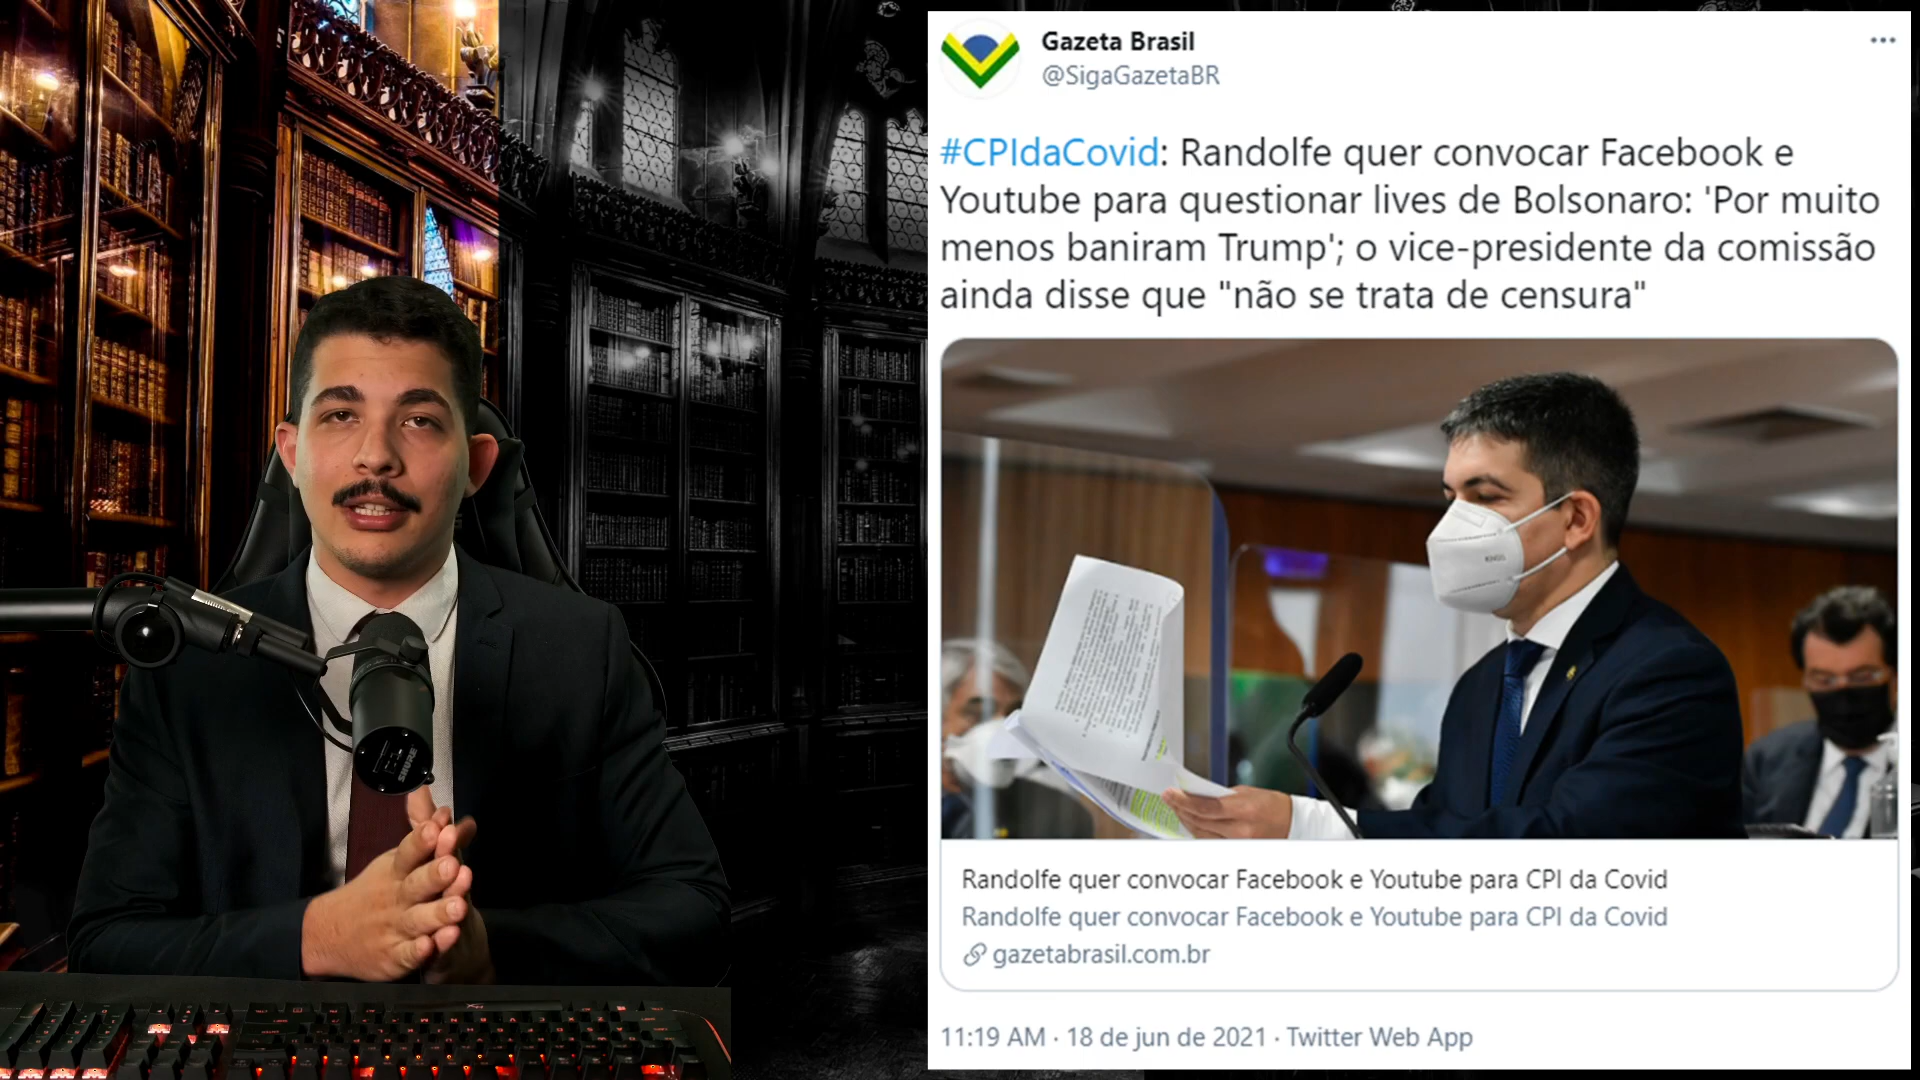 Gazeta Brasil
@SigaGazetaBR
#CPIdaCovid: Randolfe quer convocar Facebook e
Youtube para questionar lives de Bolsonaro: 'Por muito
menos baniram Trump'; o vice-presidente da comissão
ainda disse que "não se trata de censura"
KN95
SHURE
Randolfe quer convocar Facebook e Youtube para CPI da Covid
Randolfe quer convocar Facebook e Youtube para CPI da Covid
gazetabrasil.com.br
11:19 AM · 18 de jun de 2021 · Twitter Web App